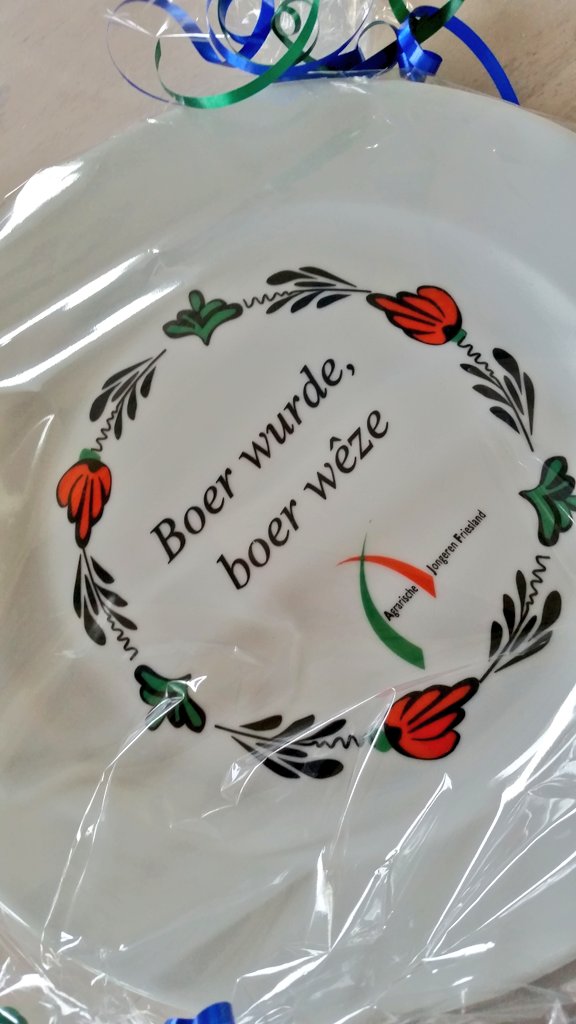 Boer wurde,
boer wêze
Agrarische Jongeren Friesland